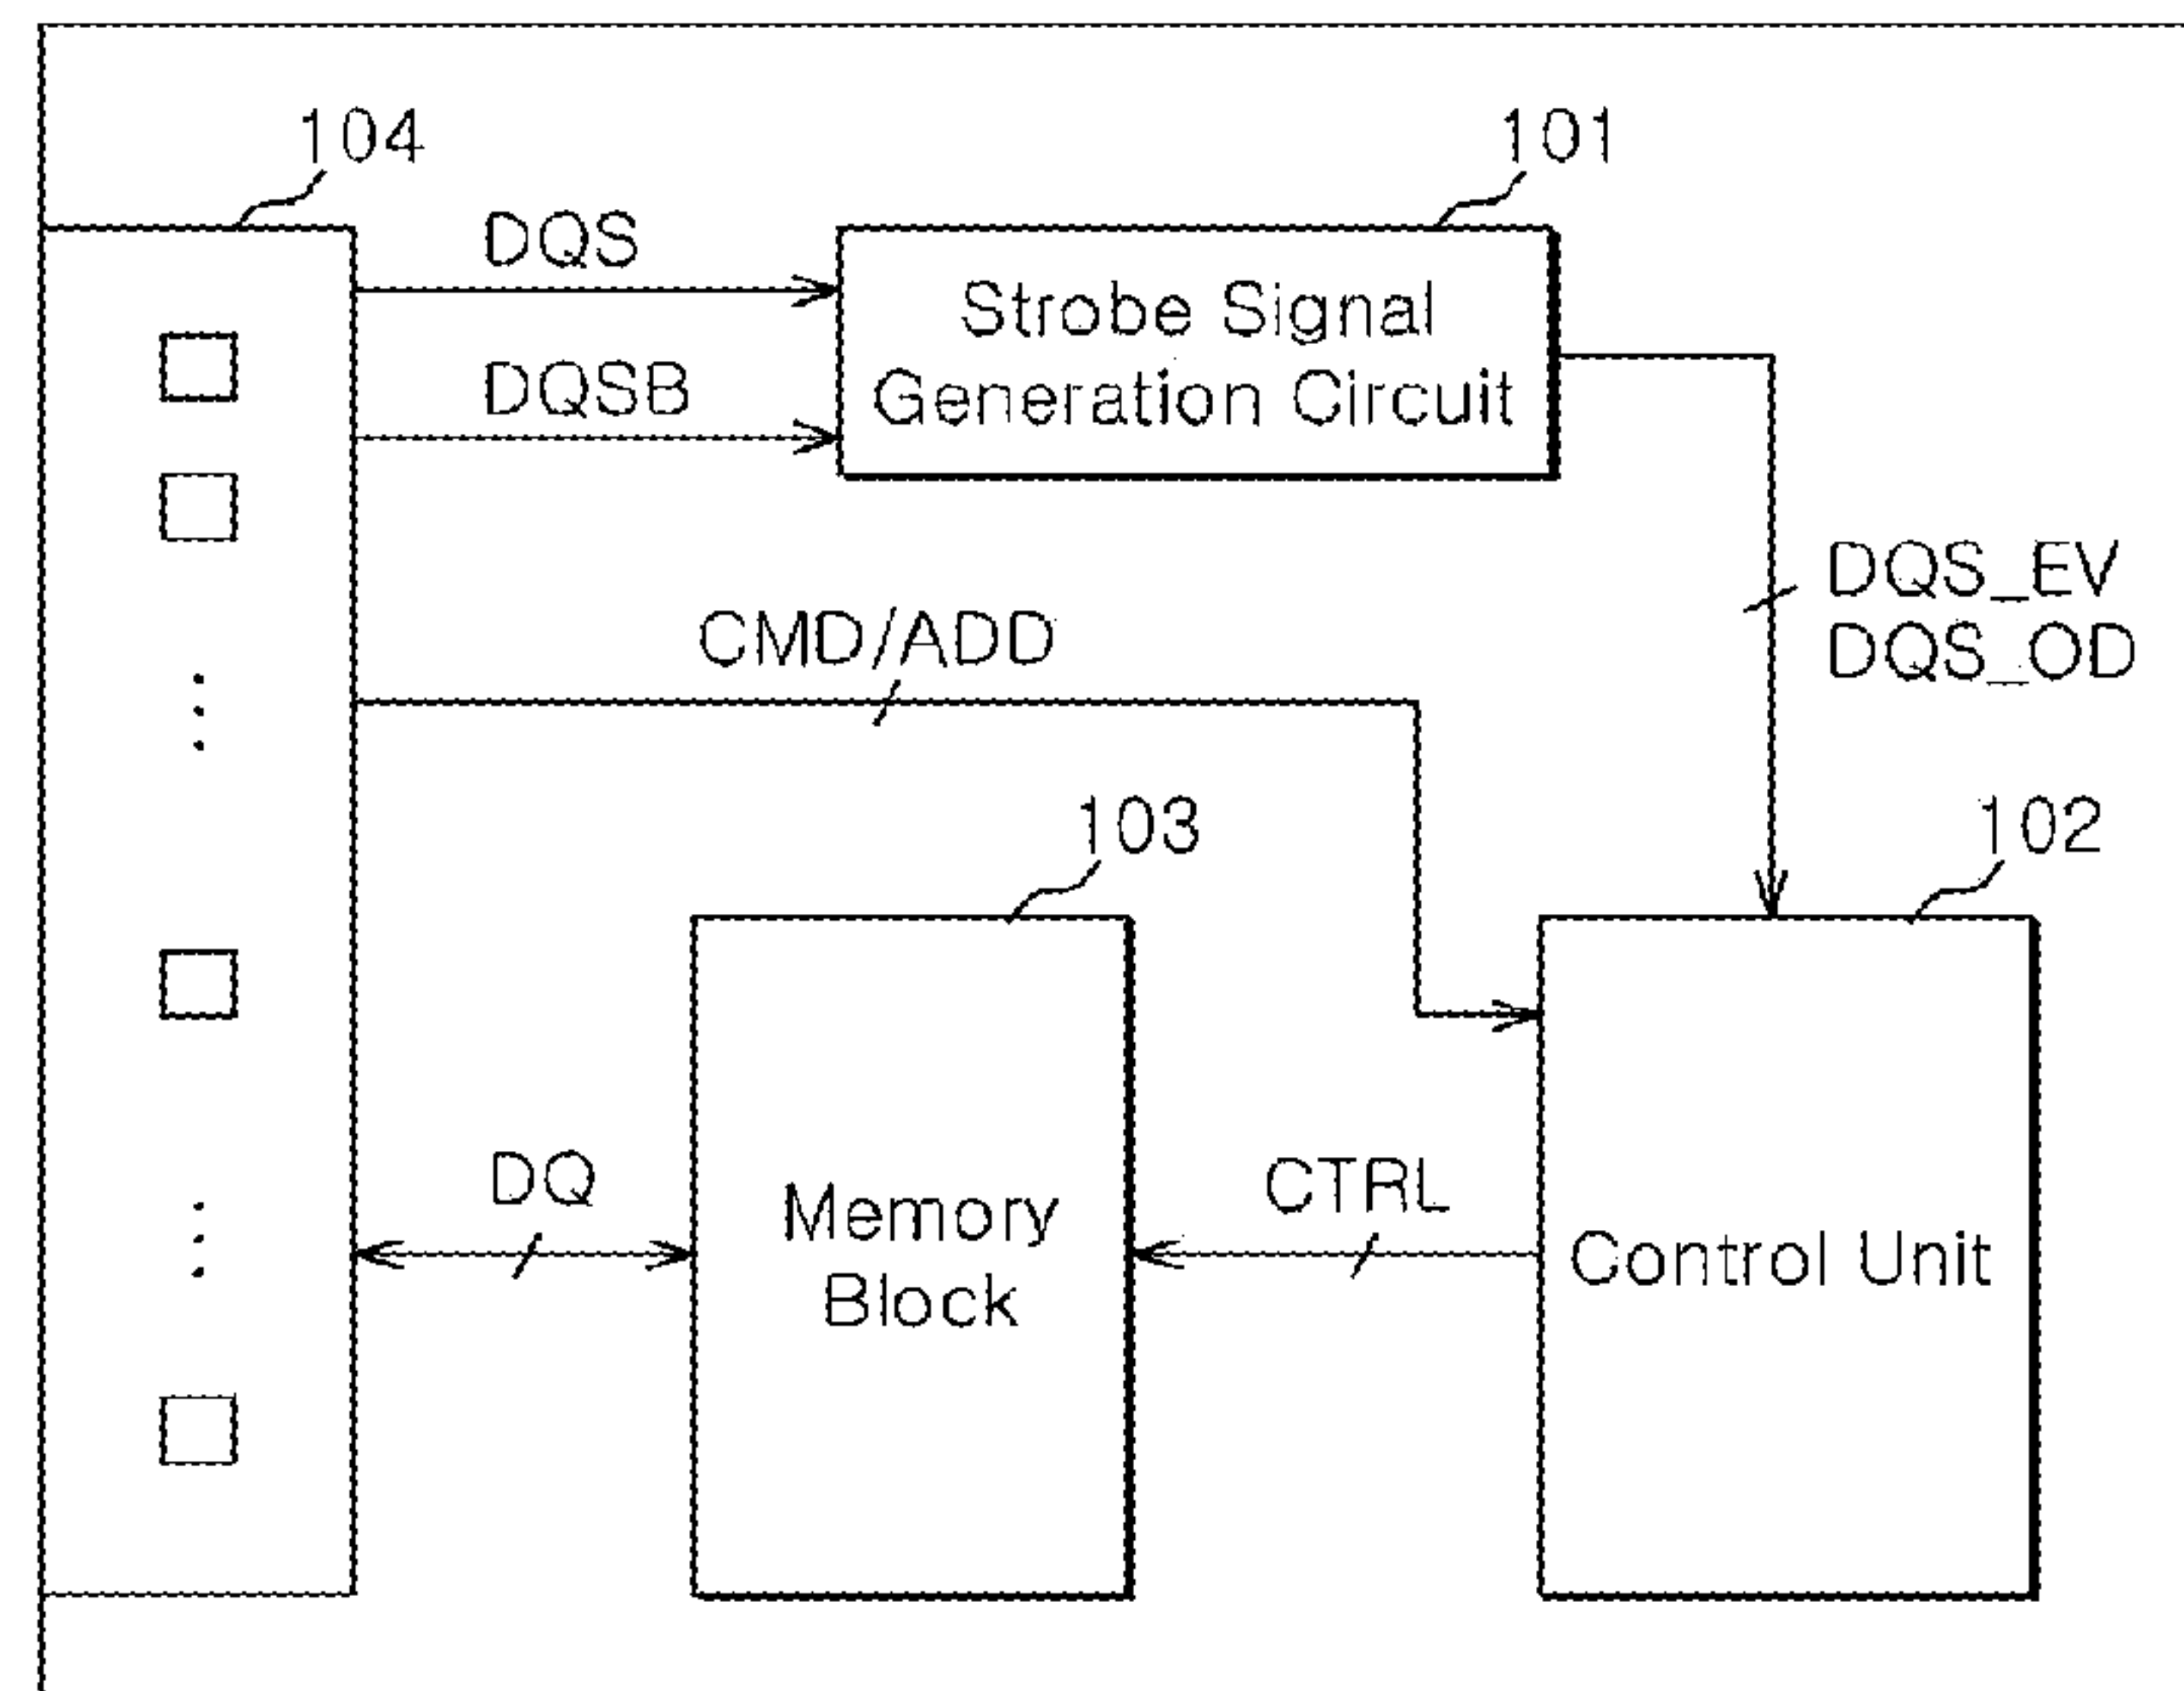 104
101
DQS
Strobe Signal
Generation Circuit
DQSB
DQS_EV
DQS_OD
CMD/ADD
103
102
DQ
Memory
Block
CTRL
Control Unit